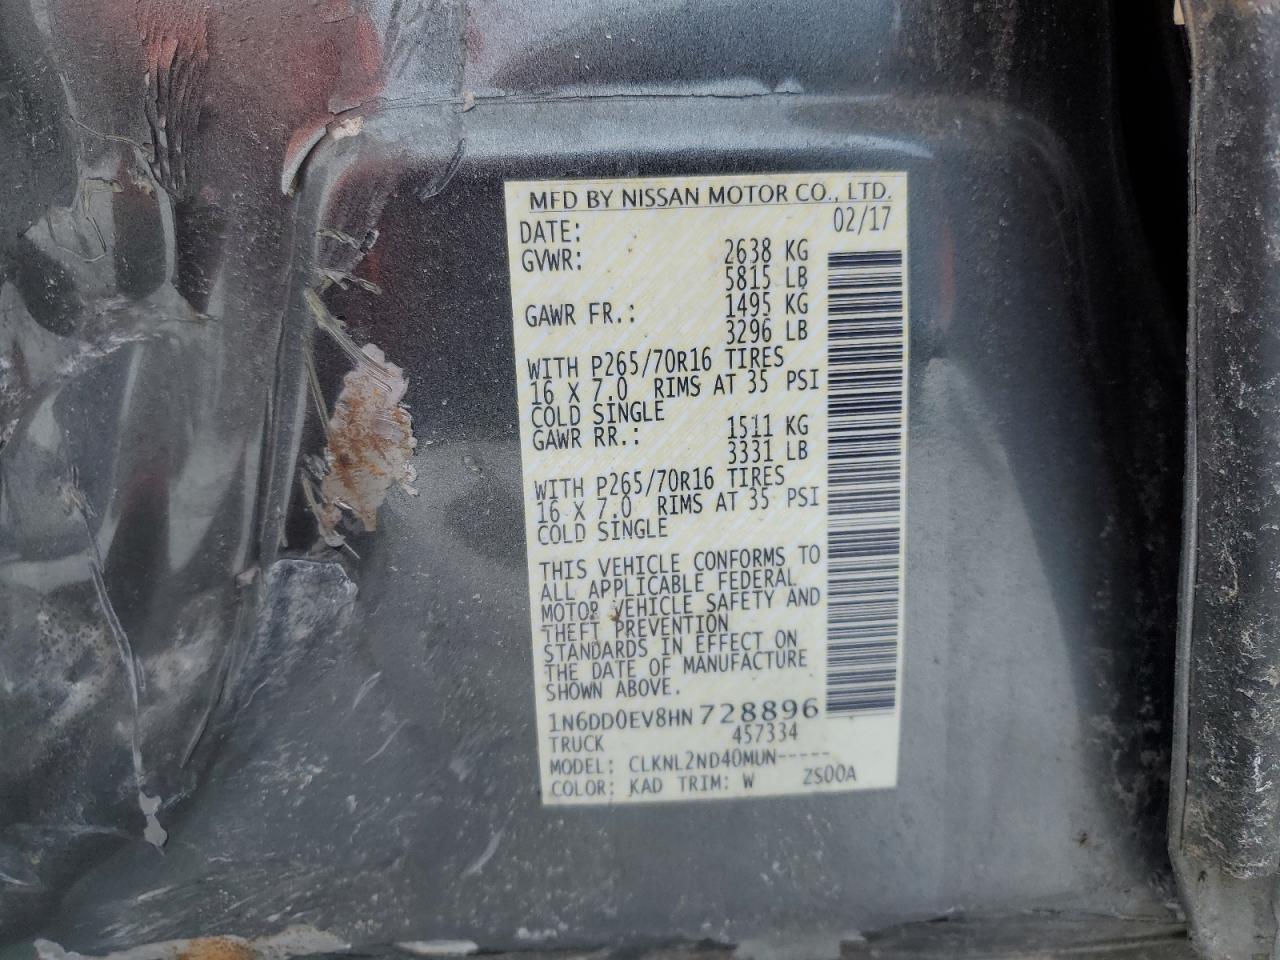 MFD BY NISSAN MOTOR CO., LTD.
DATE: 02/17
GVWR: 2638 KG
5815 LB
GAWR FR.: 1495 KG
3296 LB
WITH P265/70R16 TIRES
16 X 7.0 RIMS AT 35 PSI
COLD SINGLE
GAWR RR.: 1511 KG
3331 LB
WITH P265/70R16 TIRES
16 X 7.0 RIMS AT 35 PSI
COLD SINGLE
THIS VEHICLE CONFORMS TO
ALL APPLICABLE FEDERAL
MOTOR VEHICLE SAFETY AND
THEFT PREVENTION
STANDARDS IN EFFECT ON
THE DATE OF MANUFACTURE
SHOWN ABOVE.
1N6DD0EV8HN728896
TRUCK 457334
MODEL: CLKNL2ND40MUN-----
COLOR: KAD TRIM: W ZS00A